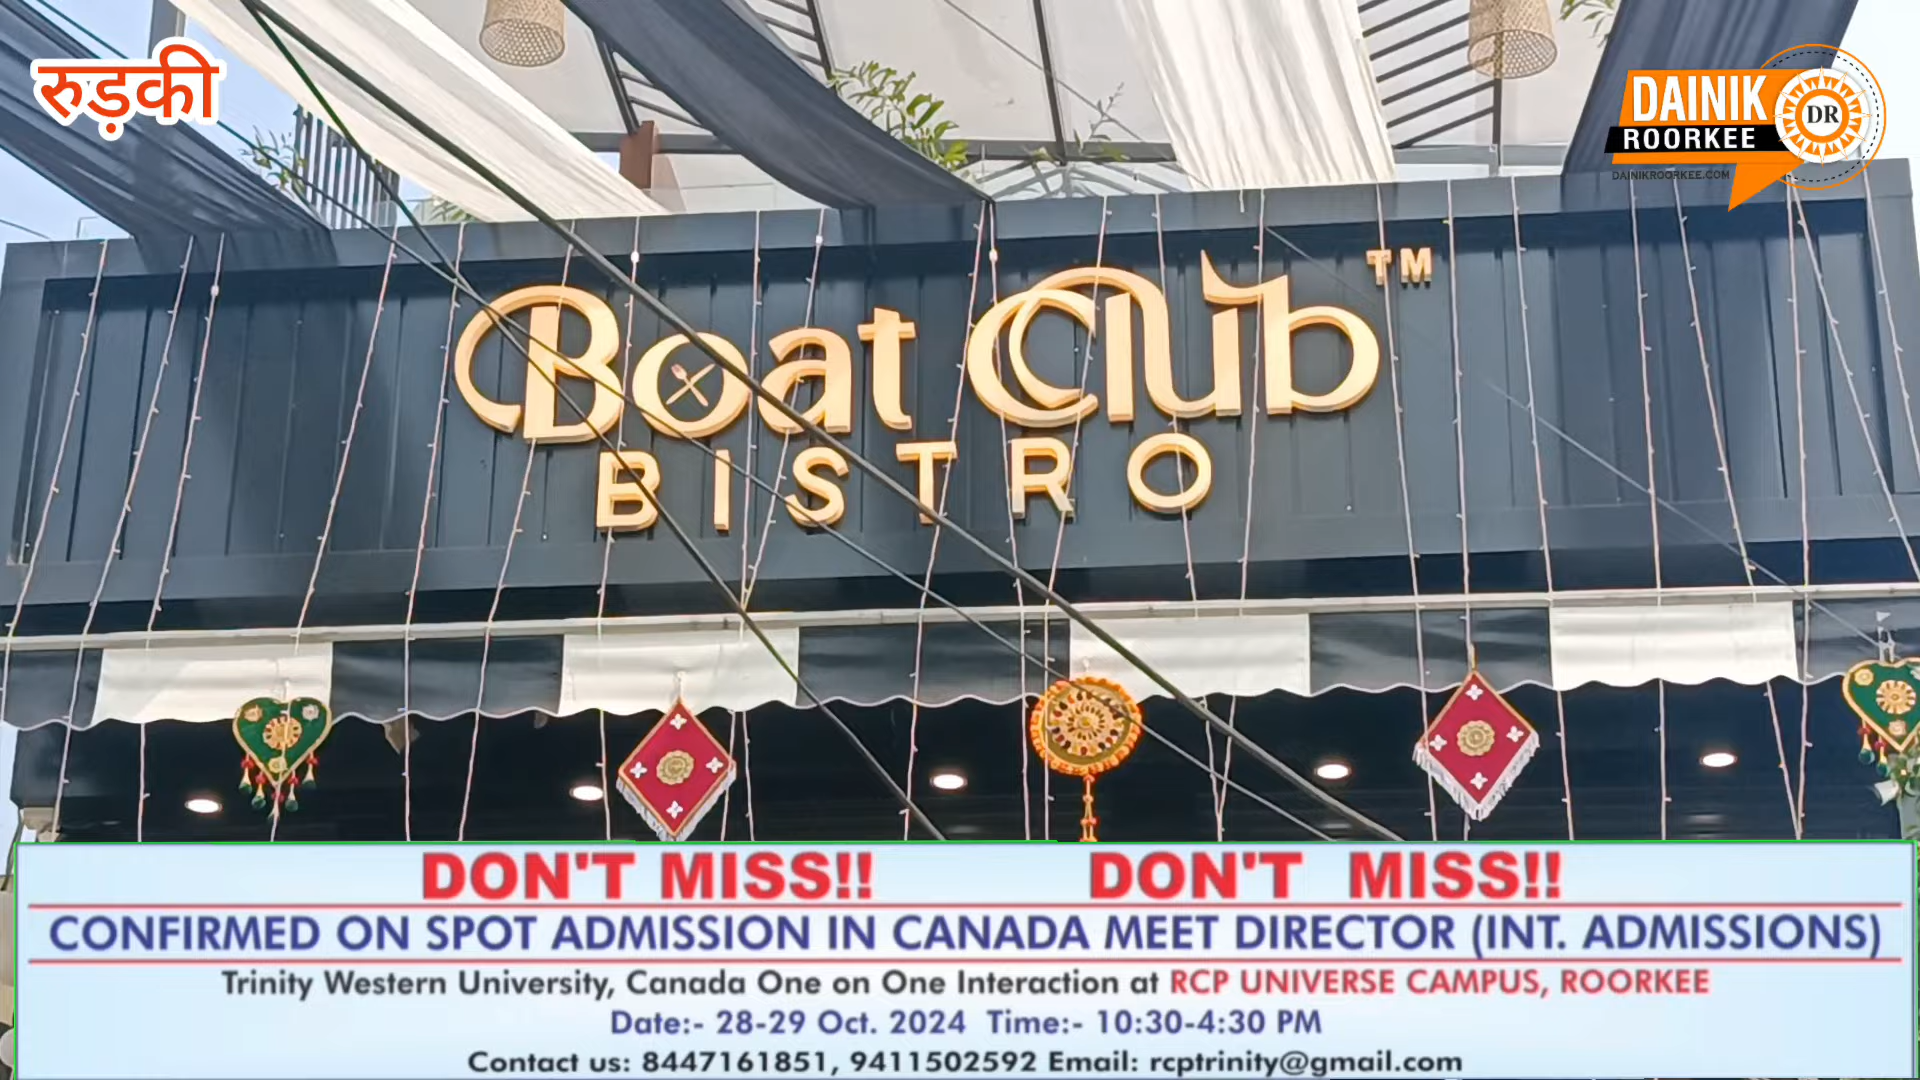 रुड़की
DAINIK
ROORKEE
DR
DAINIKROORKEE.COM
Boat Club TM
BISTRO
DON'T MISS!! DON'T MISS!!
CONFIRMED ON SPOT ADMISSION IN CANADA MEET DIRECTOR (INT. ADMISSIONS)
Trinity Western University, Canada One on One Interaction at RCP UNIVERSE CAMPUS, ROORKEE
Date:- 28-29 Oct. 2024 Time:- 10:30-4:30 PM
Contact us: 8447161851, 9411502592 Email: rcptrinity@gmail.com